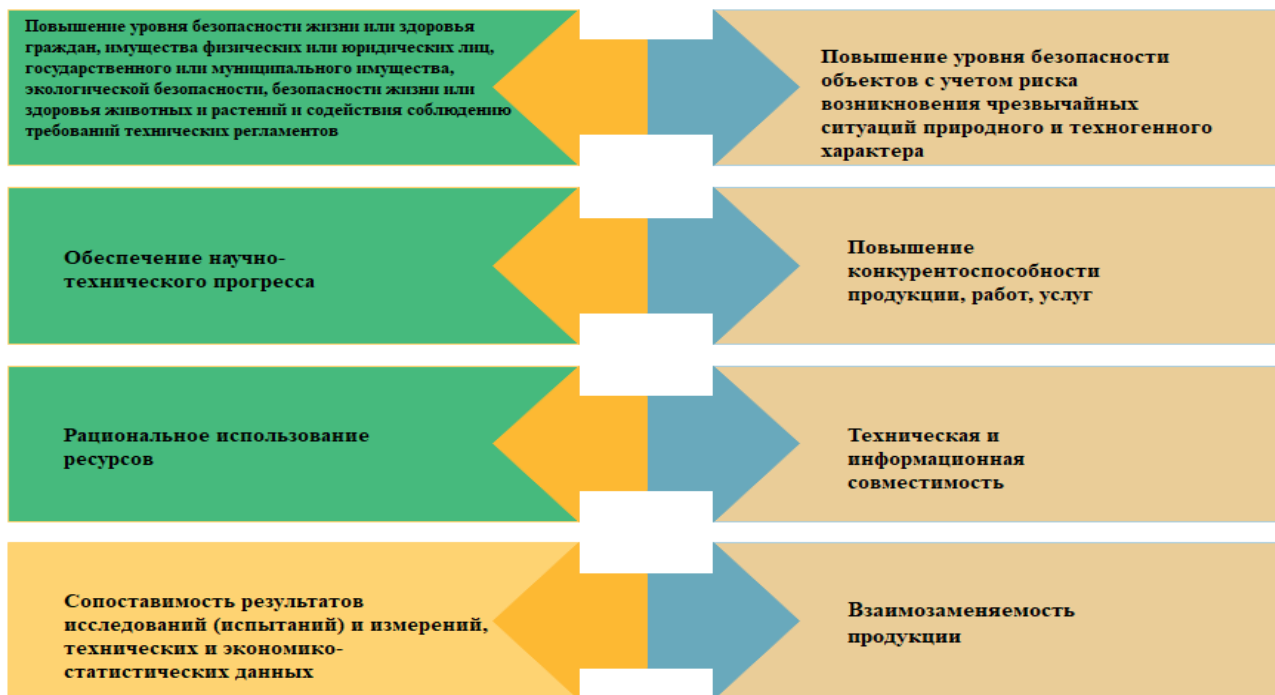 Повышение уровня безопасности жизни или здоровья
граждан, имущества физических или юридических лиц,
государственного или муниципального имущества,
экологической безопасности, безопасности жизни или
здоровья животных и растений и содействия соблюдению
требований технических регламентов
Повышение уровня безопасности
объектов с учетом риска
возникновения чрезвычайных
ситуаций природного и техногенного
характера
Обеспечение научно-
технического прогресса
Повышение
конкурентоспособности
продукции, работ, услуг
Рациональное использование
ресурсов
Техническая и
информационная
совместимость
Сопоставимость результатов
исследований (испытаний) и измерений,
технических и экономико-
статистических данных
Взаимозаменяемость
продукции